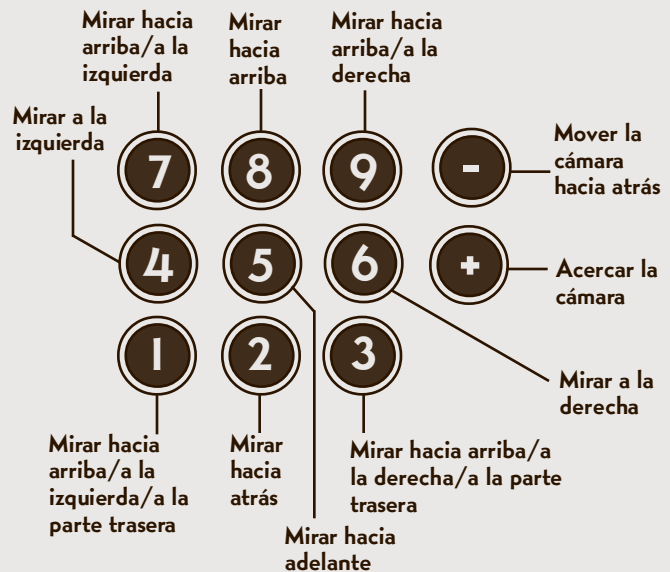 Mirar hacia
arriba/a la
izquierda
Mirar
hacia
arriba
Mirar hacia
arriba/a la
derecha
Mirar a la
izquierda
Mover la
cámara
hacia atrás
7
8
9
-
4
5
6
+
Acercar la
cámara
1
2
3
Mirar a la
derecha
Mirar hacia
arriba/a la
izquierda/a la
parte trasera
Mirar
hacia
atrás
Mirar hacia arriba/a
la derecha/a la parte
trasera
Mirar hacia
adelante